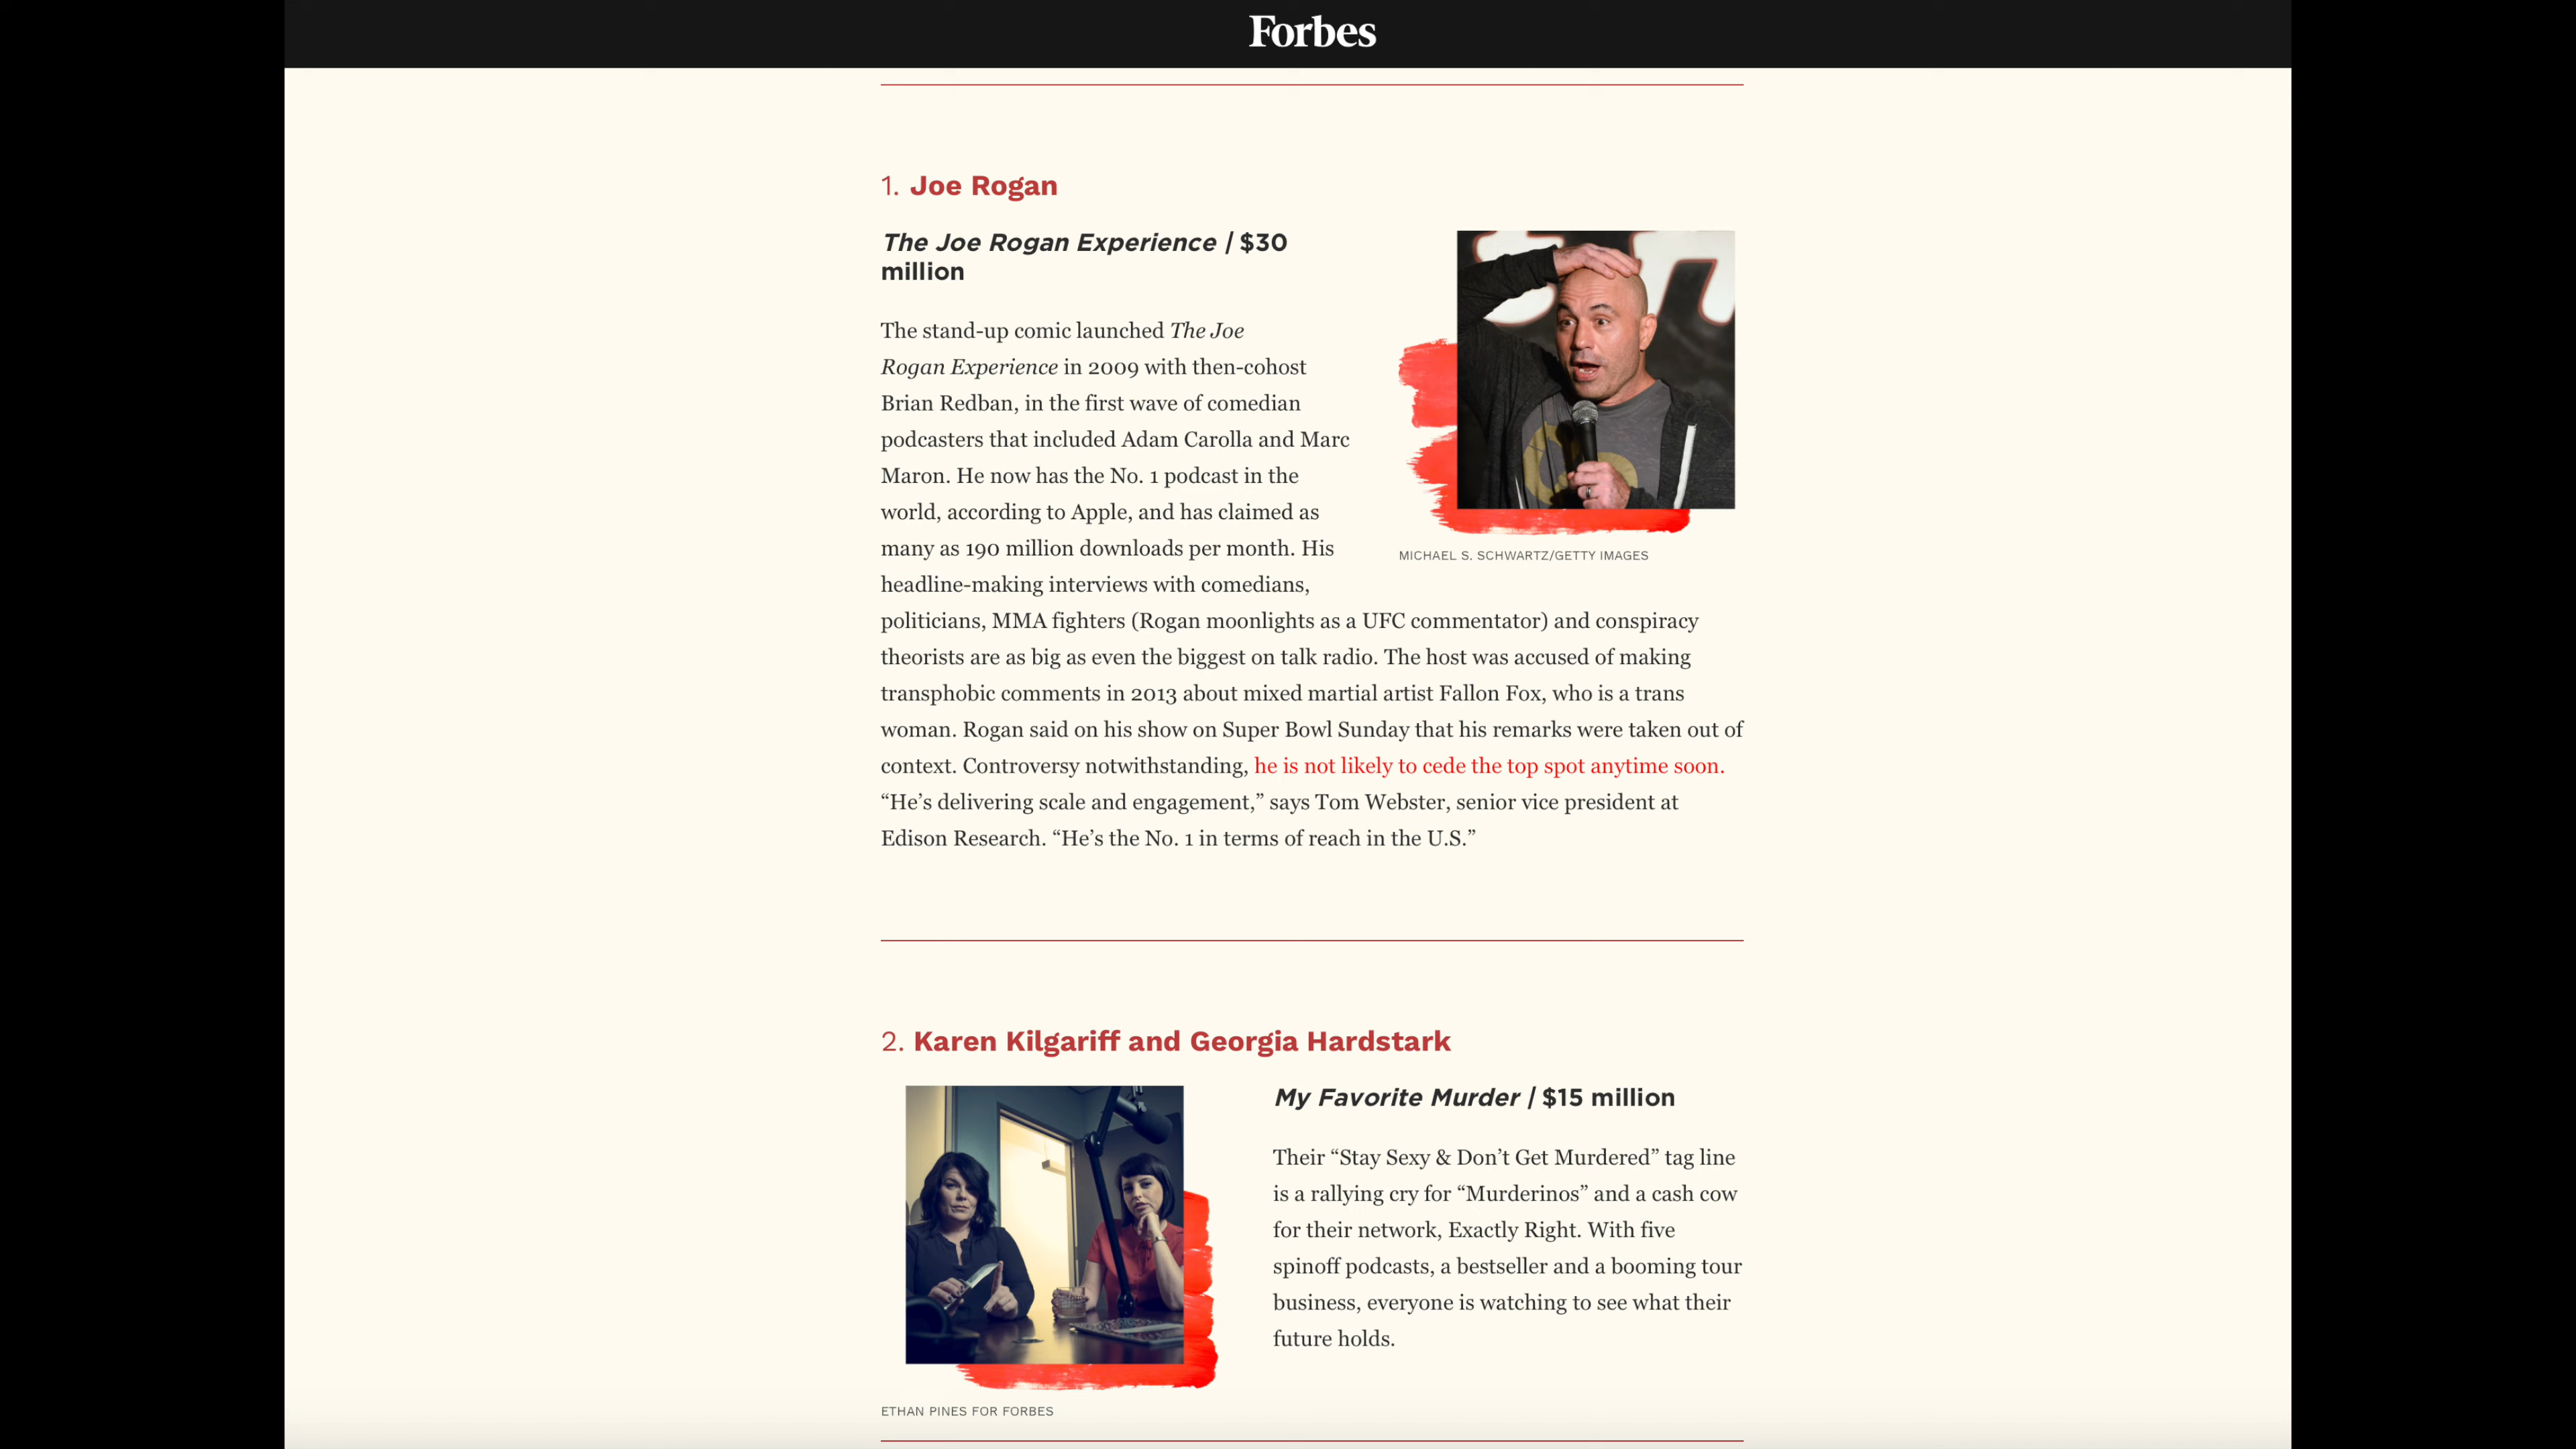 Forbes
1. Joe Rogan
The Joe Rogan Experience / $30
million
The stand-up comic launched The Joe
Rogan Experience in 2009 with then-cohost
Brian Redban, in the first wave of comedian
podcasters that included Adam Carolla and Marc
Maron. He now has the No. 1 podcast in the
world, according to Apple, and has claimed as
many as 190 million downloads per month. His
headline-making interviews with comedians,
politicians, MMA fighters (Rogan moonlights as a UFC commentator) and conspiracy
theorists are as big as even the biggest on talk radio. The host was accused of making
transphobic comments in 2013 about mixed martial artist Fallon Fox, who is a trans
woman. Rogan said on his show on Super Bowl Sunday that his remarks were taken out of
context. Controversy notwithstanding, he is not likely to cede the top spot anytime soon.
“He’s delivering scale and engagement,” says Tom Webster, senior vice president at
Edison Research. “He’s the No. 1 in terms of reach in the U.S.”
MICHAEL S. SCHWARTZ/GETTY IMAGES
2. Karen Kilgariff and Georgia Hardstark
My Favorite Murder / $15 million
Their “Stay Sexy & Don’t Get Murdered” tag line
is a rallying cry for “Murderinos” and a cash cow
for their network, Exactly Right. With five
spinoff podcasts, a bestseller and a booming tour
business, everyone is watching to see what their
future holds.
ETHAN PINES FOR FORBES